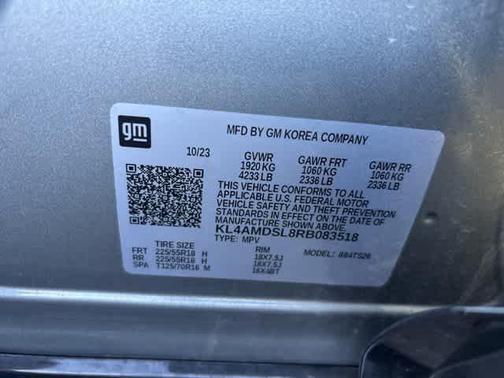 gm
MFD BY GM KOREA COMPANY
10/23 GVWR GAWR FRT GAWR RR
1920 KG 1060 KG 1060 KG
4233 LB 2336 LB 2336 LB
THIS VEHICLE CONFORMS TO ALL
APPLICABLE U.S. FEDERAL MOTOR
VEHICLE SAFETY AND THEFT PREVENTION
STANDARDS IN EFFECT ON THE DATE OF
MANUFACTURE SHOWN ABOVE.
KL4AMDSL8RB083518
TYPE: MPV MODEL:
TIRE SIZE RIM
FRT 225/55R18 H 18X7.5J
RR 225/55R18 H 18X7.5J
SPA T125/70R16 M 16X4BT